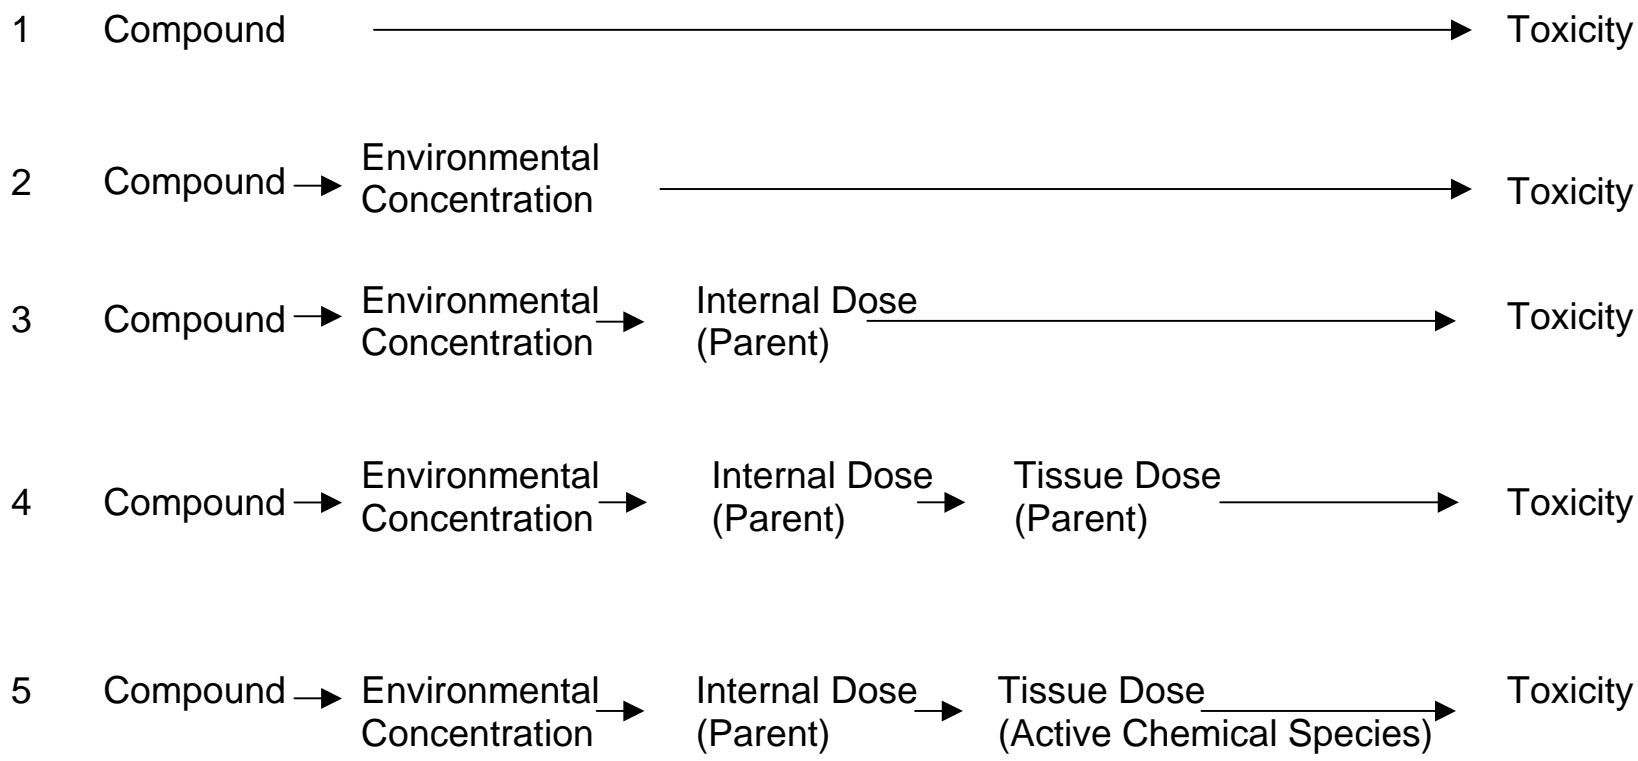 1 Compound Toxicity
2 Compound Environmental Concentration Toxicity
3 Compound Environmental Concentration Internal Dose (Parent) Toxicity
4 Compound Environmental Concentration Internal Dose (Parent) Tissue Dose (Parent) Toxicity
5 Compound Environmental Concentration Internal Dose (Parent) Tissue Dose (Active Chemical Species) Toxicity